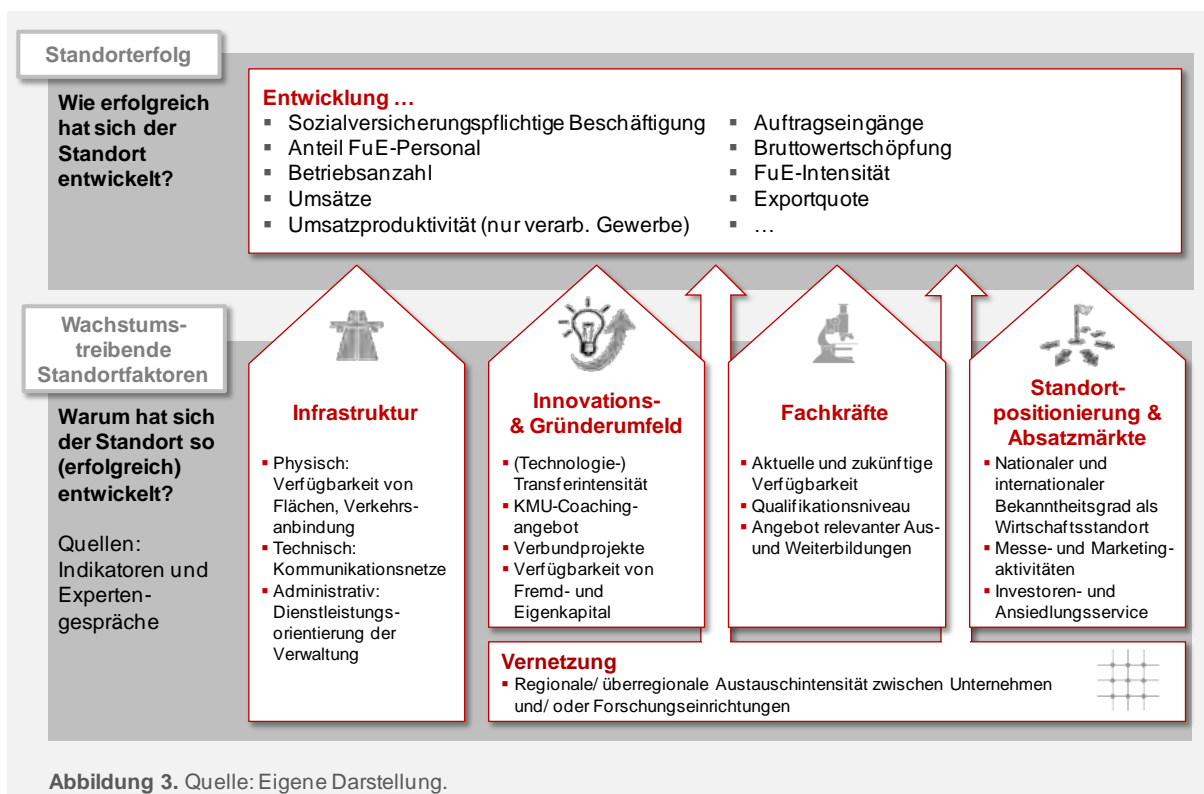 Standorterfolg
Wie erfolgreich
hat sich der
Standort
entwickelt?
Entwicklung …
▪ Sozialversicherungspflichtige Beschäftigung
▪ Anteil FuE-Personal
▪ Betriebsanzahl
▪ Umsätze
▪ Umsatzproduktivität (nur verarb. Gewerbe)
▪ Auftragseingänge
▪ Bruttowertschöpfung
▪ FuE-Intensität
▪ Exportquote
▪ …
Wachstums-
treibende
Standortfaktoren
Warum hat sich
der Standort so
(erfolgreich)
entwickelt?
Quellen:
Indikatoren und
Experten-
gespräche
Infrastruktur
▪ Physisch:
Verfügbarkeit von
Flächen, Verkehrs-
anbindung
▪ Technisch:
Kommunikationsnetze
▪ Administrativ:
Dienstleistungs-
orientierung der
Verwaltung
Innovations-
& Gründerumfeld
▪ (Technologie-)
Transferintensität
▪ KMU-Coaching-
angebot
▪ Verbundprojekte
▪ Verfügbarkeit von
Fremd- und
Eigenkapital
Fachkräfte
▪ Aktuelle und zukünftige
Verfügbarkeit
▪ Qualifikationsniveau
▪ Angebot relevanter Aus-
und Weiterbildungen
Standort-
positionierung &
Absatzmärkte
▪ Nationaler und
internationaler
Bekanntheitsgrad als
Wirtschaftsstandort
▪ Messe- und Marketing-
aktivitäten
▪ Investoren- und
Ansiedlungsservice
Vernetzung
▪ Regionale/ überregionale Austauschintensität zwischen Unternehmen
und/ oder Forschungseinrichtungen
Abbildung 3. Quelle: Eigene Darstellung.